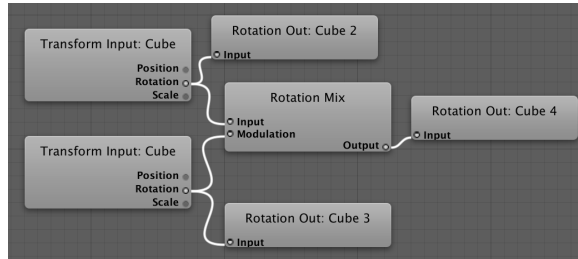 Transform Input: Cube
Position
Rotation
Scale
Rotation Out: Cube 2
Input
Rotation Mix
Input
Modulation
Output
Rotation Out: Cube 4
Input
Transform Input: Cube
Position
Rotation
Scale
Rotation Out: Cube 3
Input